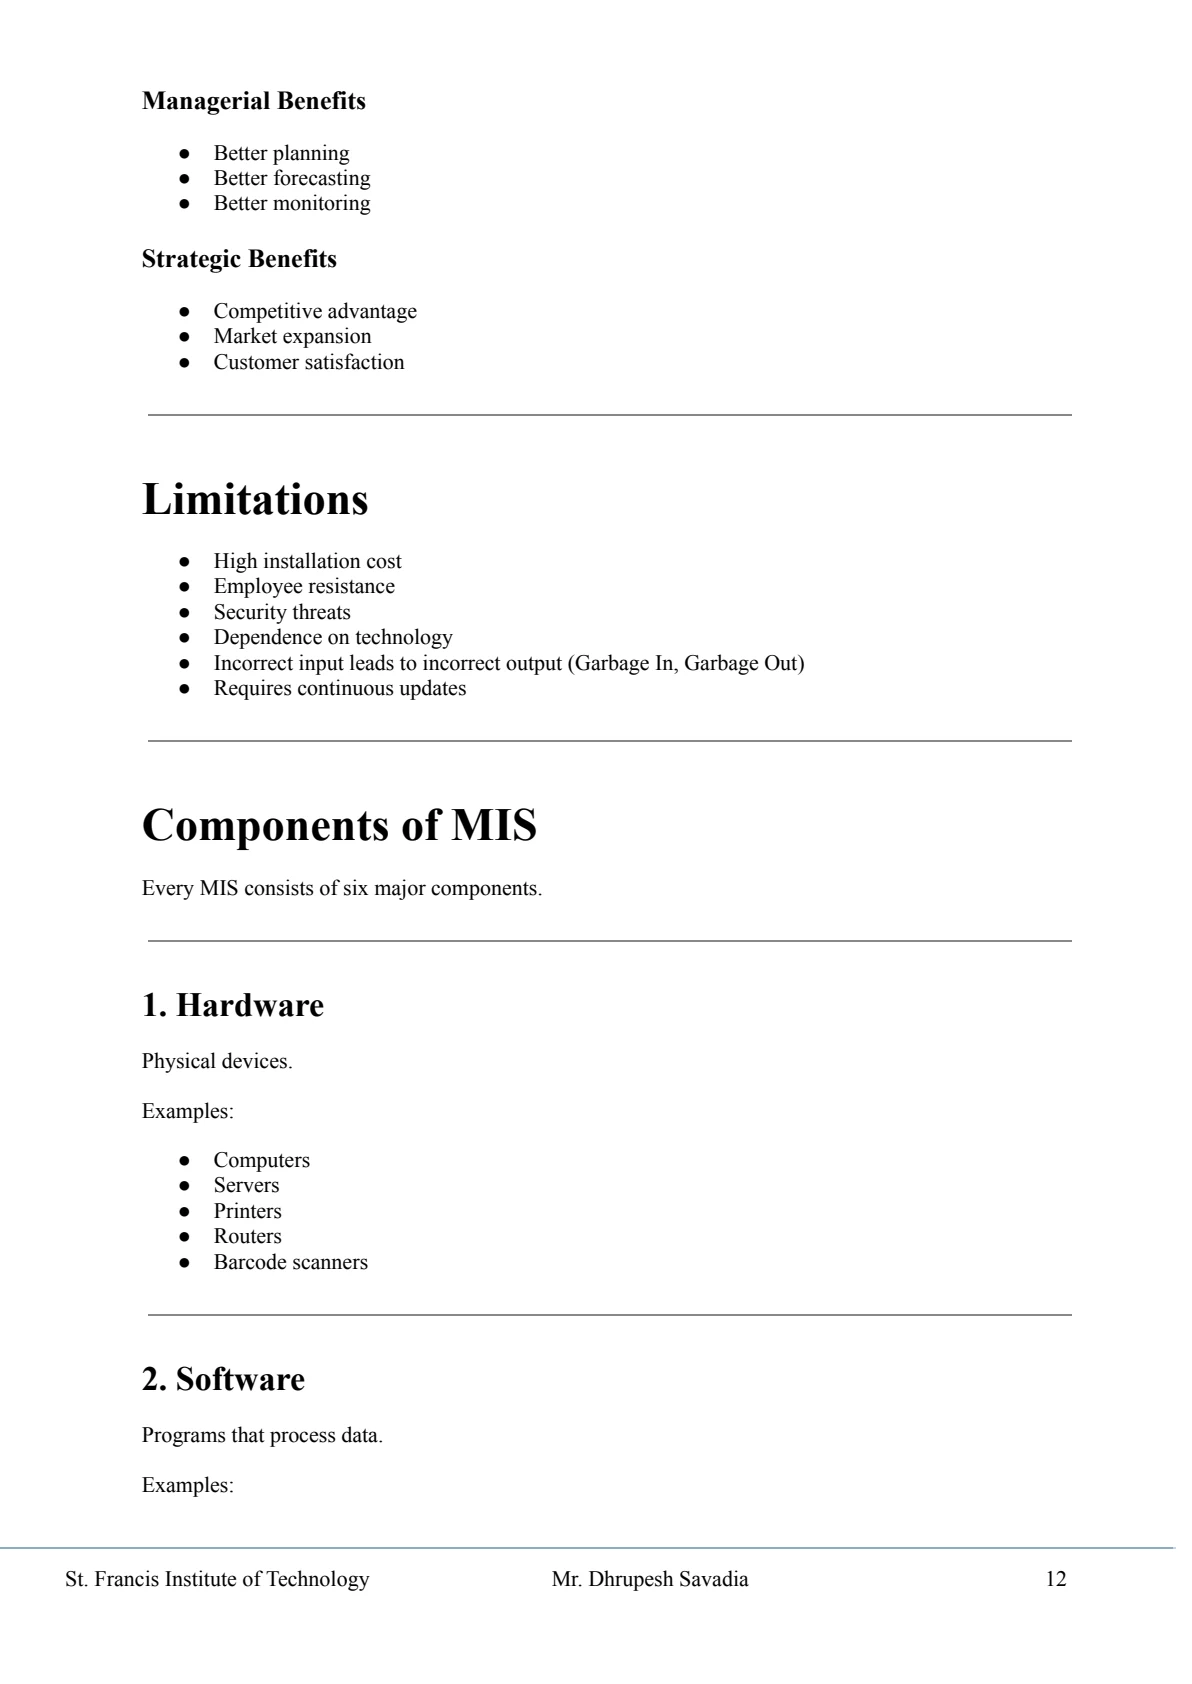 Managerial Benefits
● Better planning
● Better forecasting
● Better monitoring
Strategic Benefits
● Competitive advantage
● Market expansion
● Customer satisfaction
Limitations
● High installation cost
● Employee resistance
● Security threats
● Dependence on technology
● Incorrect input leads to incorrect output (Garbage In, Garbage Out)
● Requires continuous updates
Components of MIS
Every MIS consists of six major components.
1. Hardware
Physical devices.
Examples:
● Computers
● Servers
● Printers
● Routers
● Barcode scanners
2. Software
Programs that process data.
Examples:
St. Francis Institute of Technology Mr. Dhrupesh Savadia 12